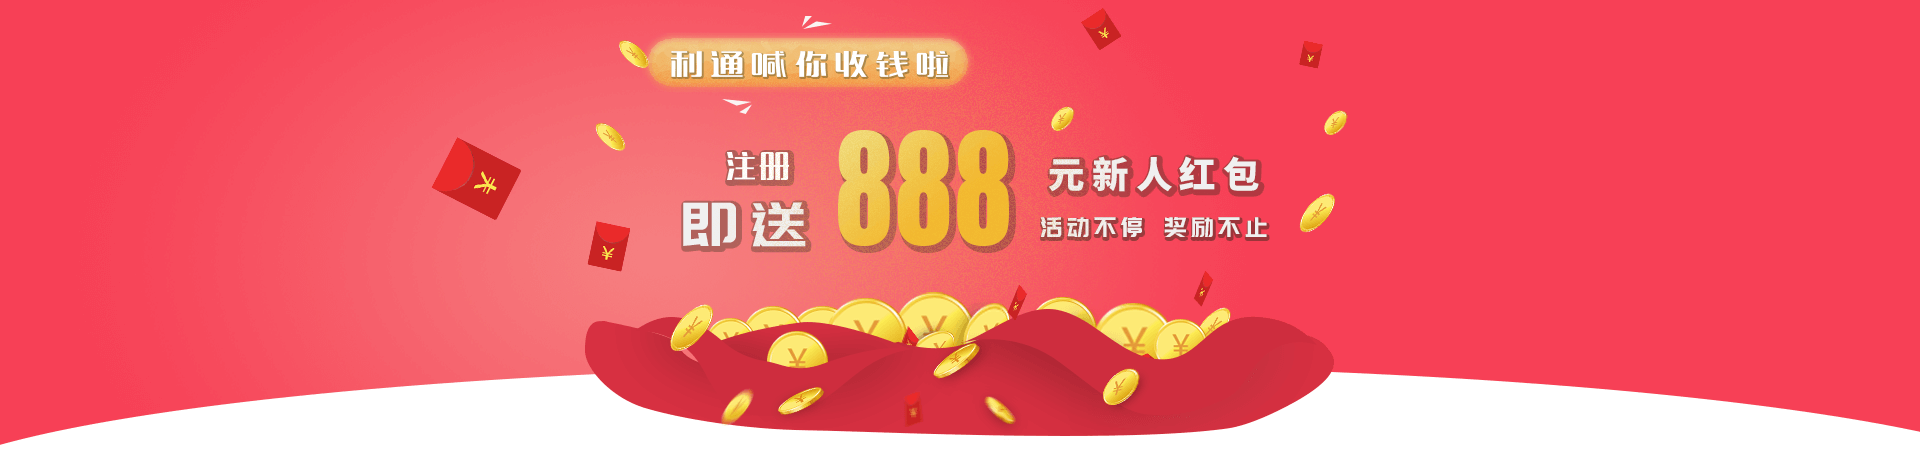 利通喊你收钱啦
注册
即送
888
元新人红包
活动不停 奖励不止